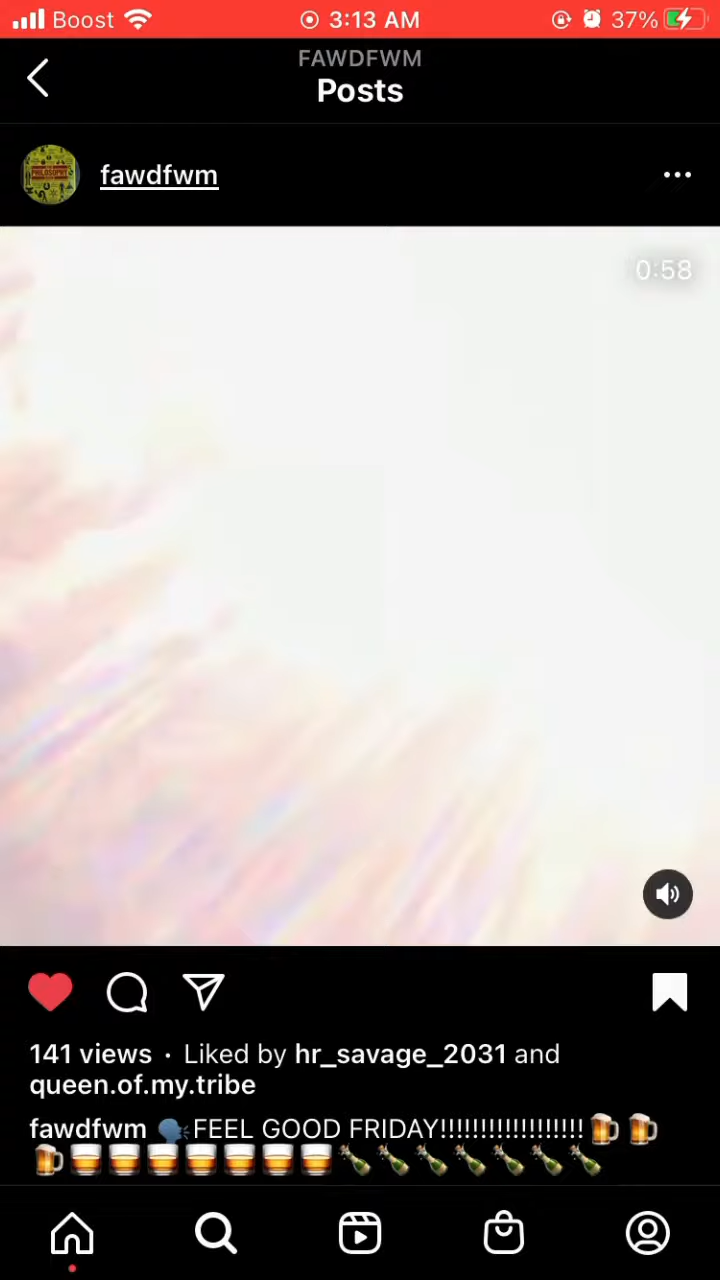 Boost 3:13 AM 37%
FAWDFWM
Posts
PHILOSOPHY
fawdfwm
0:58
141 views · Liked by hr_savage_2031 and
queen.of.my.tribe
fawdfwm 🗣️FEEL GOOD FRIDAY!!!!!!!!!!!!!!!!!!🍺🍺
🍺🥃🥃🥃🥃🥃🥃🥃🍾🍾🍾🍾🍾🍾🍾